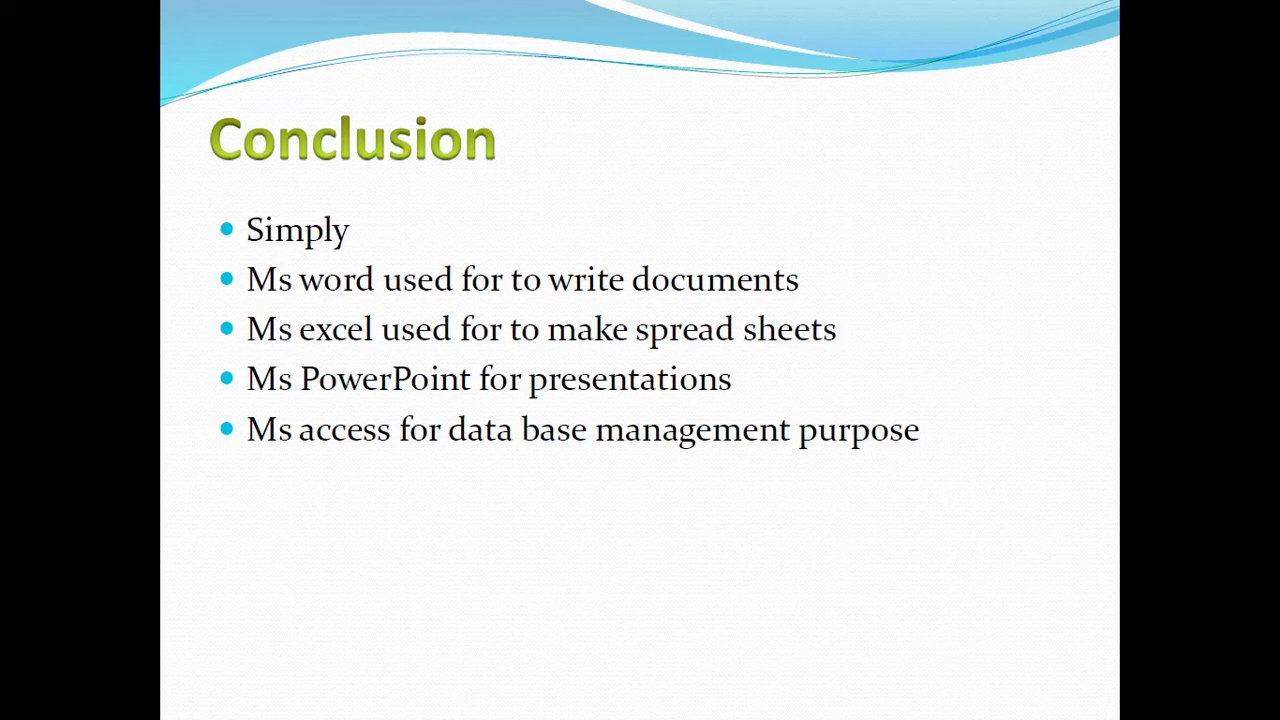 Conclusion
Simply
Ms word used for to write documents
Ms excel used for to make spread sheets
Ms PowerPoint for presentations
Ms access for data base management purpose